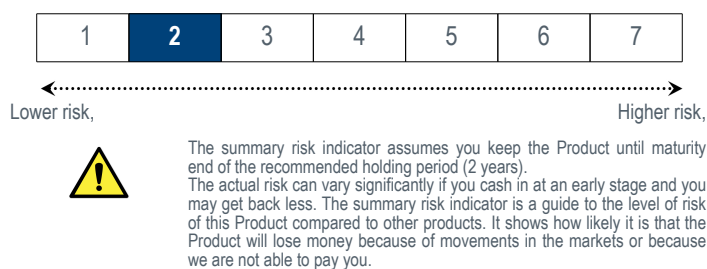 1 2 3 4 5 6 7
Lower risk, Higher risk,
The summary risk indicator assumes you keep the Product until maturity
end of the recommended holding period (2 years).
The actual risk can vary significantly if you cash in at an early stage and you
may get back less. The summary risk indicator is a guide to the level of risk
of this Product compared to other products. It shows how likely it is that the
Product will lose money because of movements in the markets or because
we are not able to pay you.